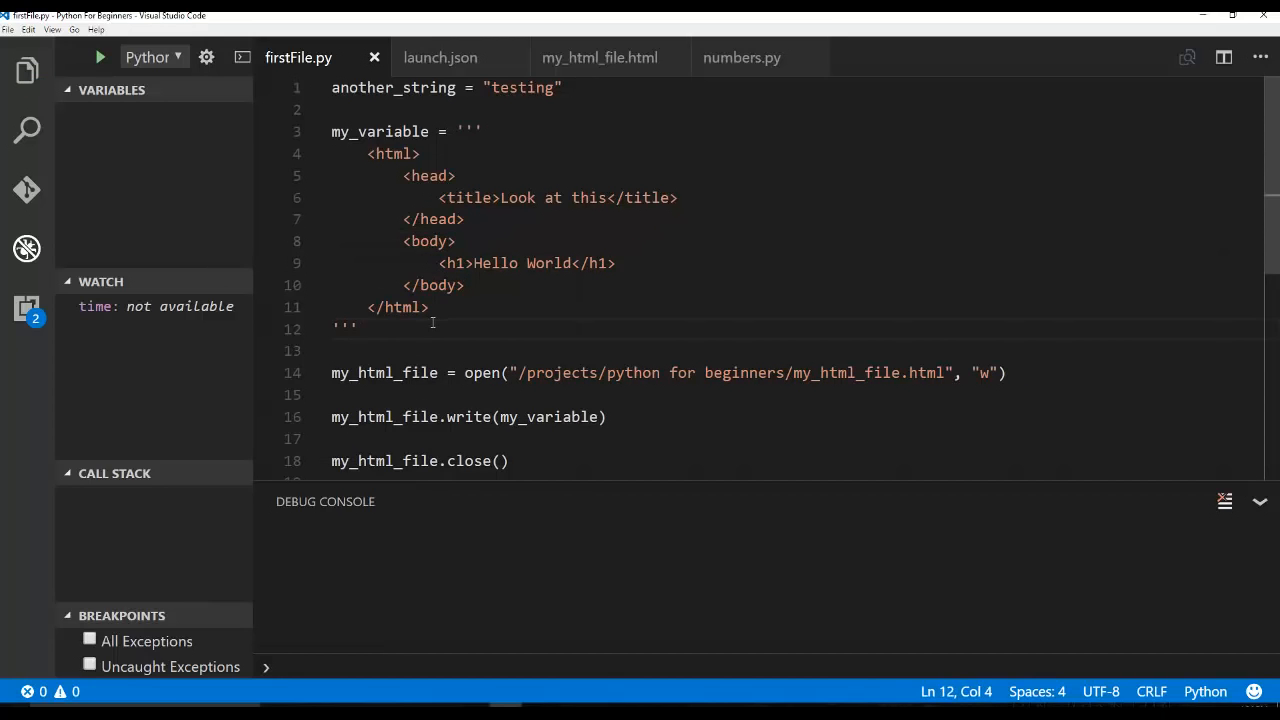 firstFile.py - Python For Beginners - Visual Studio Code
File Edit View Go Help
Python firstFile.py launch.json my_html_file.html numbers.py
VARIABLES
WATCH
time: not available
CALL STACK
BREAKPOINTS
All Exceptions
Uncaught Exceptions
1 another_string = "testing"
2
3 my_variable = '''
4 <html>
5 <head>
6 <title>Look at this</title>
7 </head>
8 <body>
9 <h1>Hello World</h1>
10 </body>
11 </html>
12 '''
13
14 my_html_file = open("/projects/python for beginners/my_html_file.html", "w")
15
16 my_html_file.write(my_variable)
17
18 my_html_file.close()
DEBUG CONSOLE
2
0 0 Ln 12, Col 4 Spaces: 4 UTF-8 CRLF Python